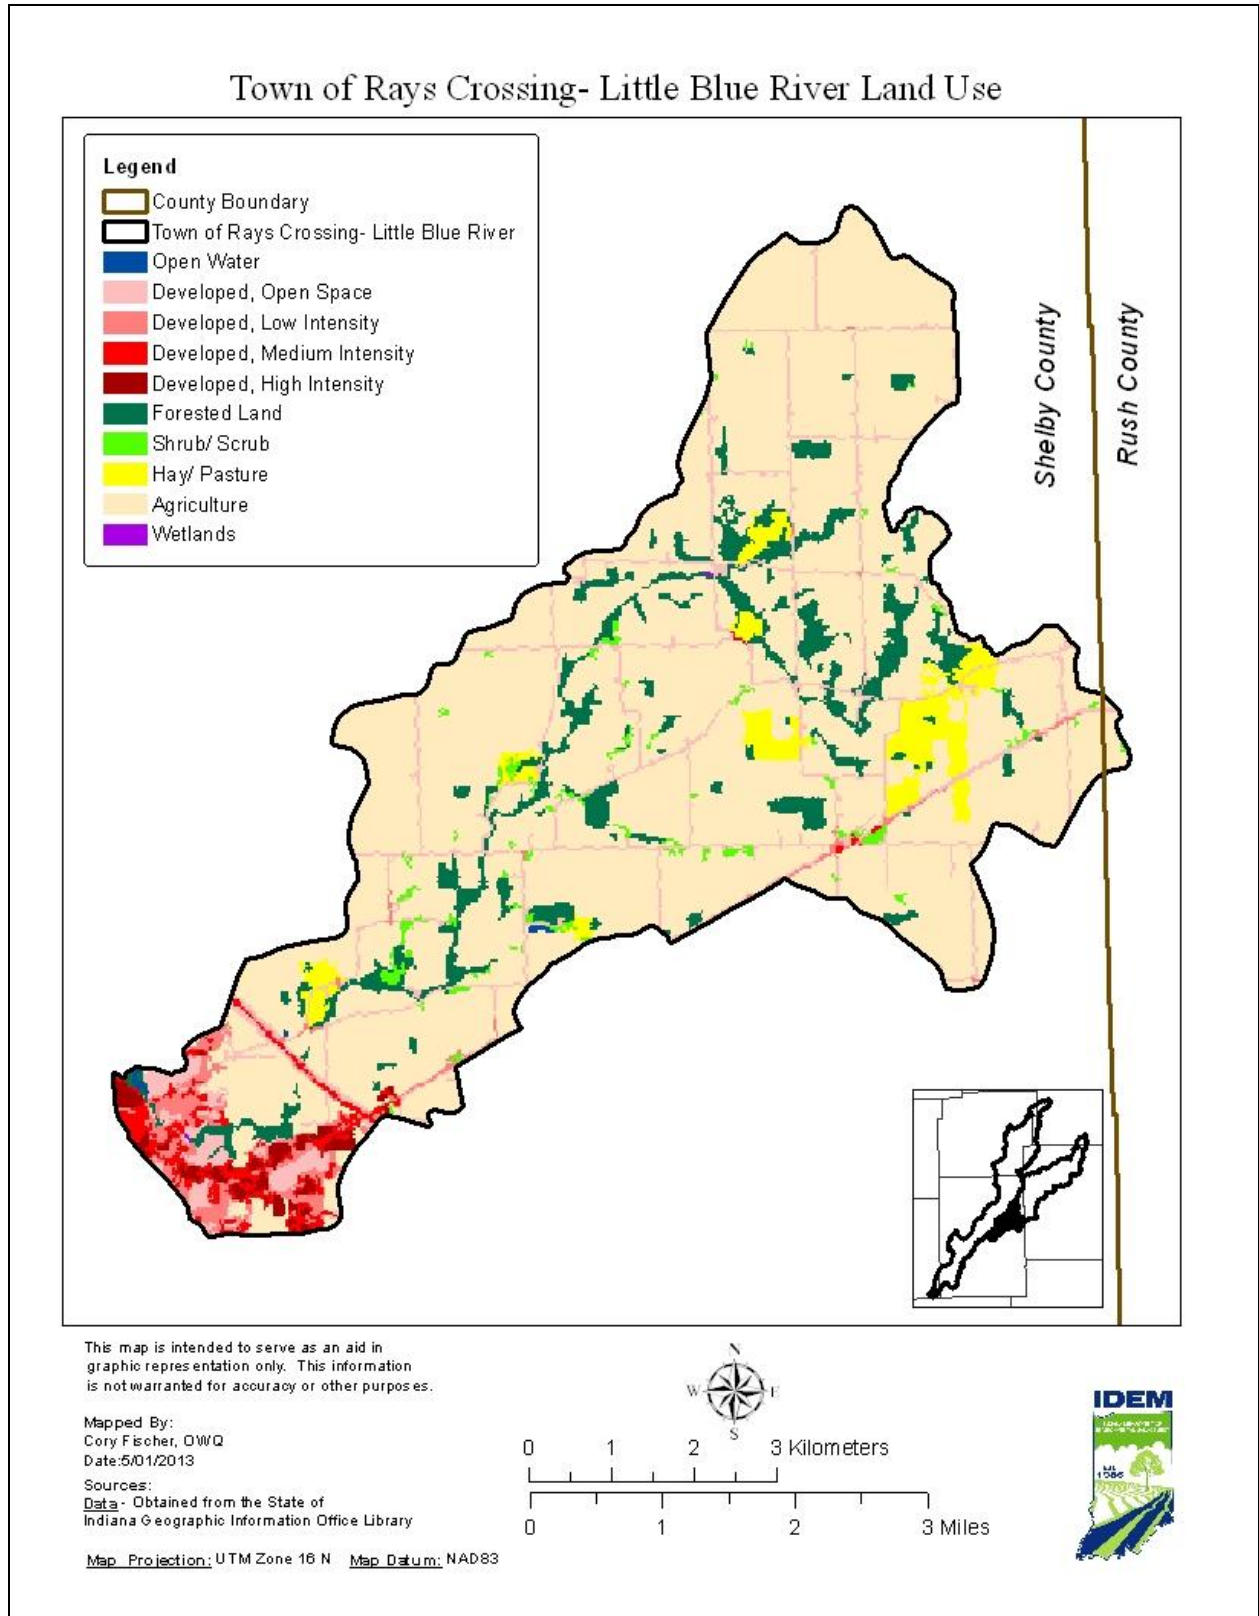 Town of Rays Crossing- Little Blue River Land Use
Legend
County Boundary
Town of Rays Crossing- Little Blue River
Open Water
Developed, Open Space
Developed, Low Intensity
Developed, Medium Intensity
Developed, High Intensity
Forested Land
Shrub/ Scrub
Hay/ Pasture
Agriculture
Wetlands
Shelby County
Rush County
This map is intended to serve as an aid in
graphic representation only. This information
is not warranted for accuracy or other purposes.
Mapped By:
Cory Fischer, OWQ
Date:5/01/2013
Sources:
Data - Obtained from the State of
Indiana Geographic Information Office Library
Map Projection: UTM Zone 16 N Map Datum: NAD83
N
W E
S
0 1 2 3 Kilometers
0 1 2 3 Miles
IDEM
1986